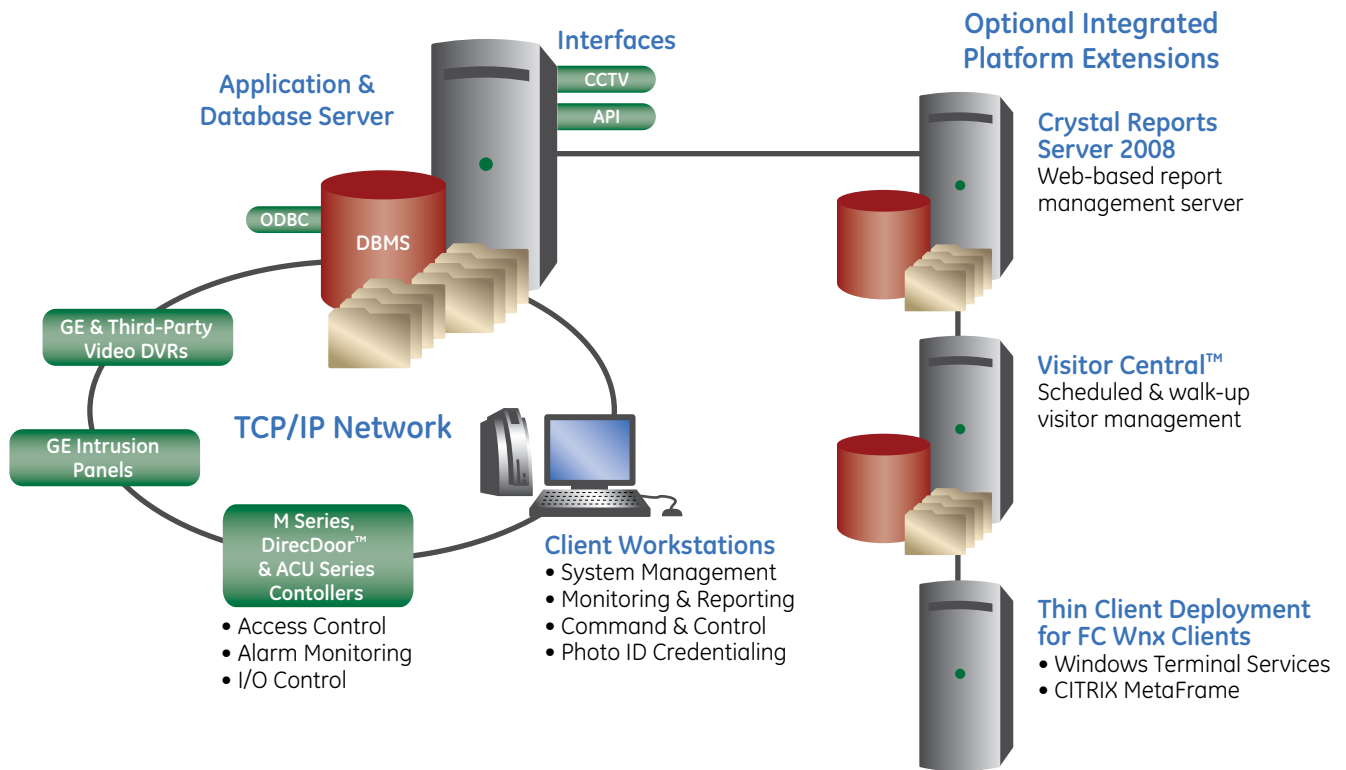 Interfaces
CCTV
API
Application &
Database Server
ODBC
DBMS
GE & Third-Party
Video DVRs
TCP/IP Network
GE Intrusion
Panels
M Series,
DirecDoor™
& ACU Series
Contollers
• Access Control
• Alarm Monitoring
• I/O Control
Client Workstations
• System Management
• Monitoring & Reporting
• Command & Control
• Photo ID Credentialing
Optional Integrated
Platform Extensions
Crystal Reports
Server 2008
Web-based report
management server
Visitor Central™
Scheduled & walk-up
visitor management
Thin Client Deployment
for FC Wnx Clients
• Windows Terminal Services
• CITRIX MetaFrame